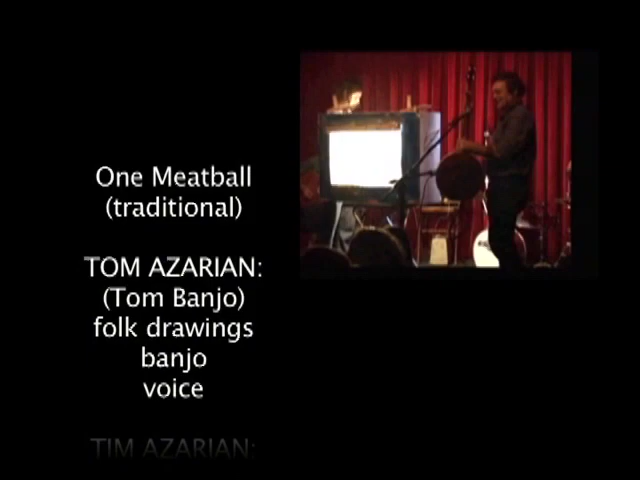 One Meatball
(traditional)
TOM AZARIAN:
(Tom Banjo)
folk drawings
banjo
voice
TIM AZARIAN: